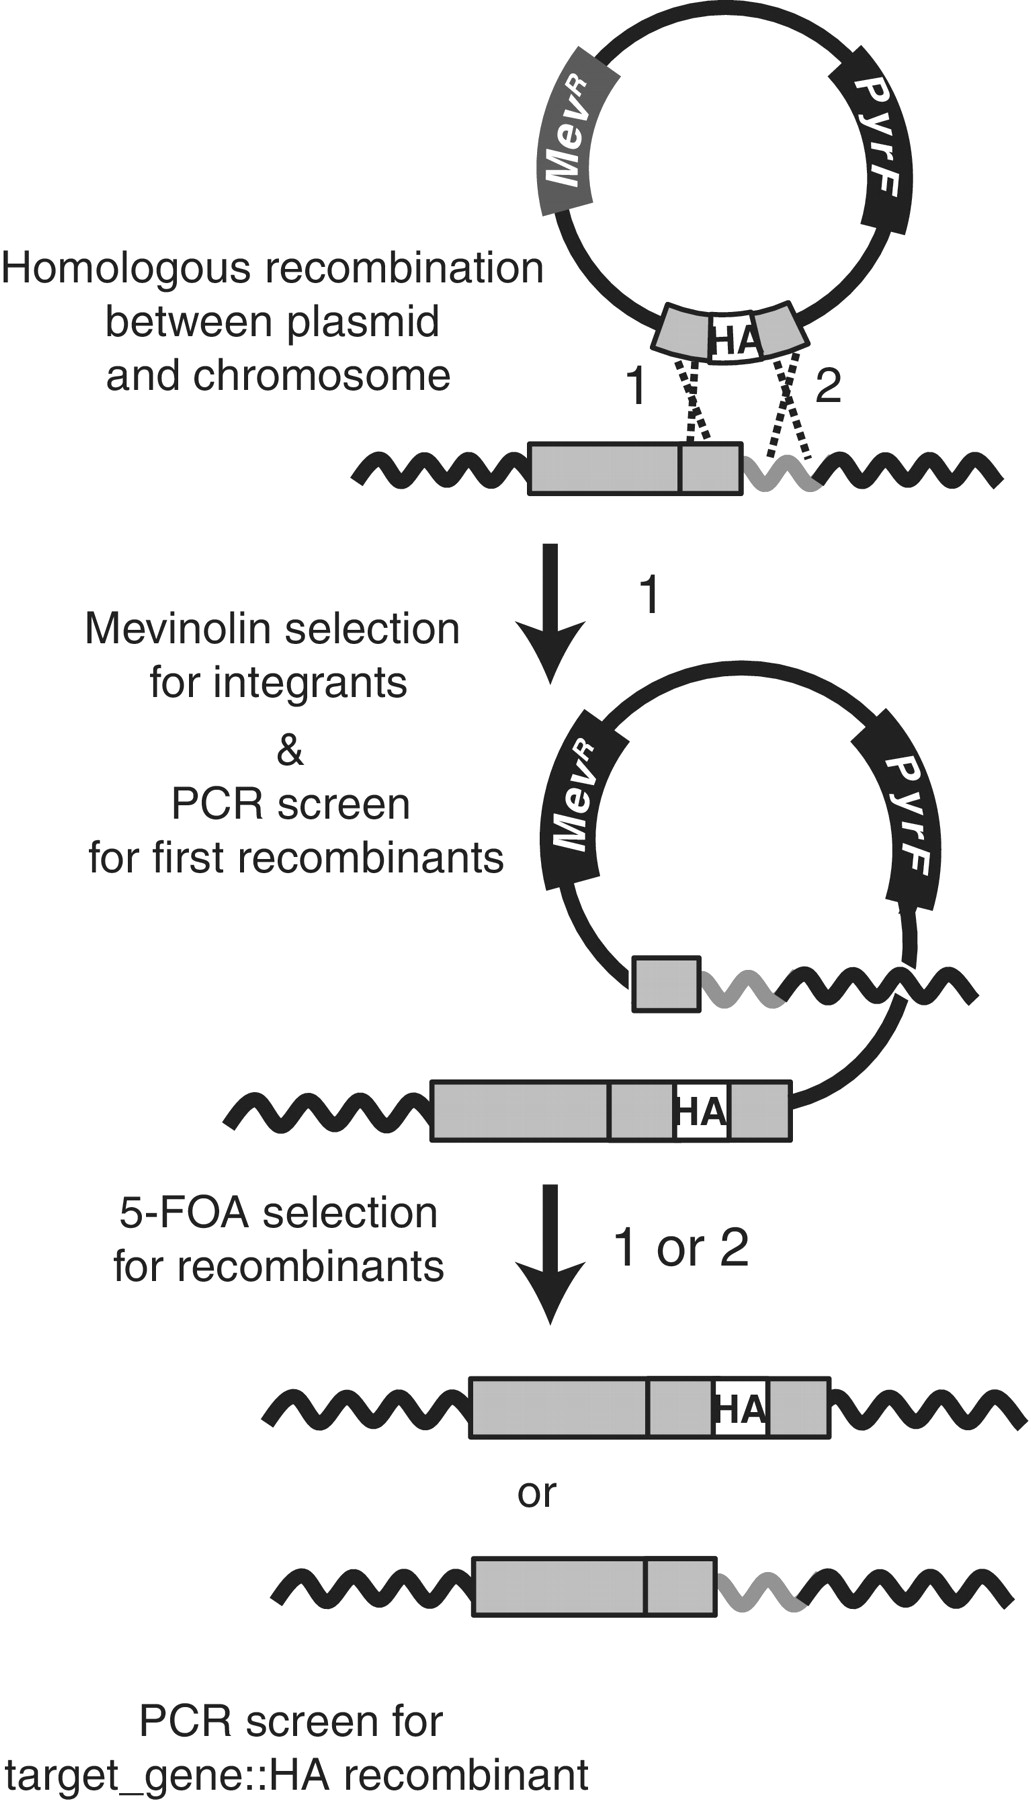 Mevᴿ
PyrF
Homologous recombination
between plasmid
and chromosome
HA
1
2
1
Mevinolin selection
for integrants
&
PCR screen
for first recombinants
Mevᴿ
PyrF
HA
5-FOA selection
for recombinants
1 or 2
HA
or
PCR screen for
target_gene::HA recombinant